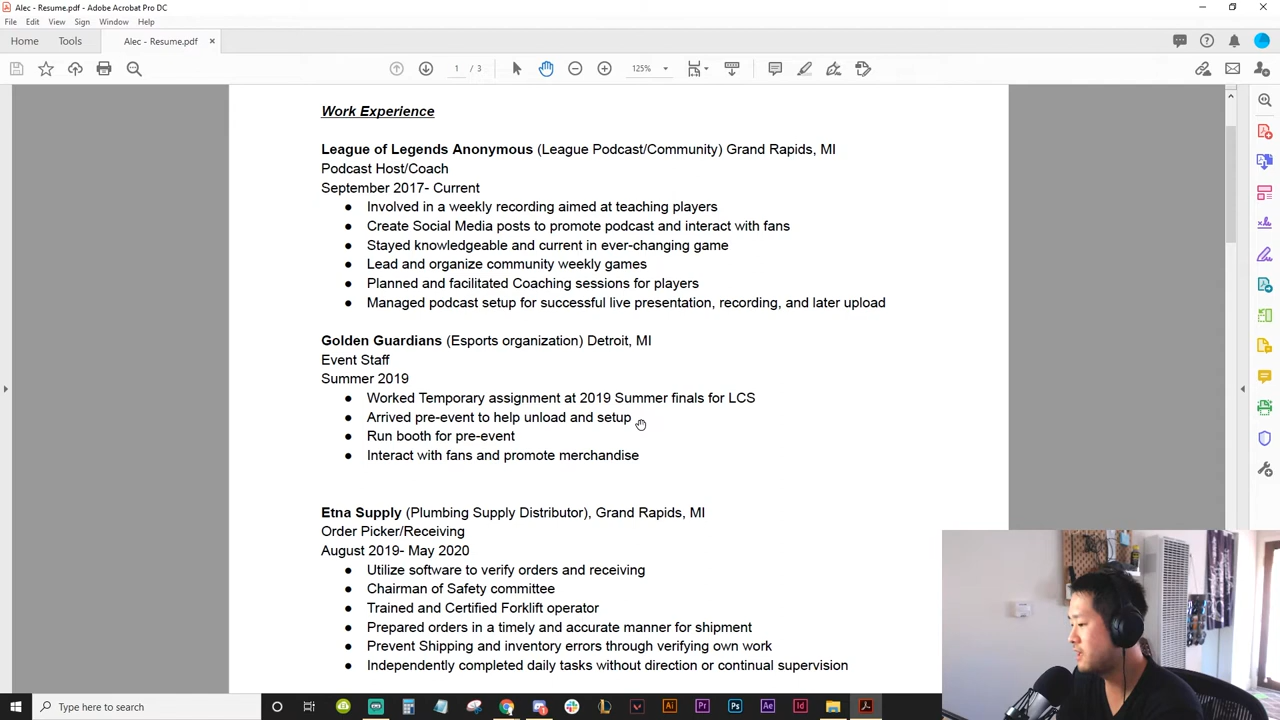 Alec - Resume.pdf - Adobe Acrobat Pro DC
File Edit View Sign Window Help
Home Tools Alec - Resume.pdf ×
1 / 3 125%
Work Experience
League of Legends Anonymous (League Podcast/Community) Grand Rapids, MI
Podcast Host/Coach
September 2017- Current
● Involved in a weekly recording aimed at teaching players
● Create Social Media posts to promote podcast and interact with fans
● Stayed knowledgeable and current in ever-changing game
● Lead and organize community weekly games
● Planned and facilitated Coaching sessions for players
● Managed podcast setup for successful live presentation, recording, and later upload
Golden Guardians (Esports organization) Detroit, MI
Event Staff
Summer 2019
● Worked Temporary assignment at 2019 Summer finals for LCS
● Arrived pre-event to help unload and setup
● Run booth for pre-event
● Interact with fans and promote merchandise
Etna Supply (Plumbing Supply Distributor), Grand Rapids, MI
Order Picker/Receiving
August 2019- May 2020
● Utilize software to verify orders and receiving
● Chairman of Safety committee
● Trained and Certified Forklift operator
● Prepared orders in a timely and accurate manner for shipment
● Prevent Shipping and inventory errors through verifying own work
● Independently completed daily tasks without direction or continual supervision
Type here to search
Ai Pr Ps Ae Id